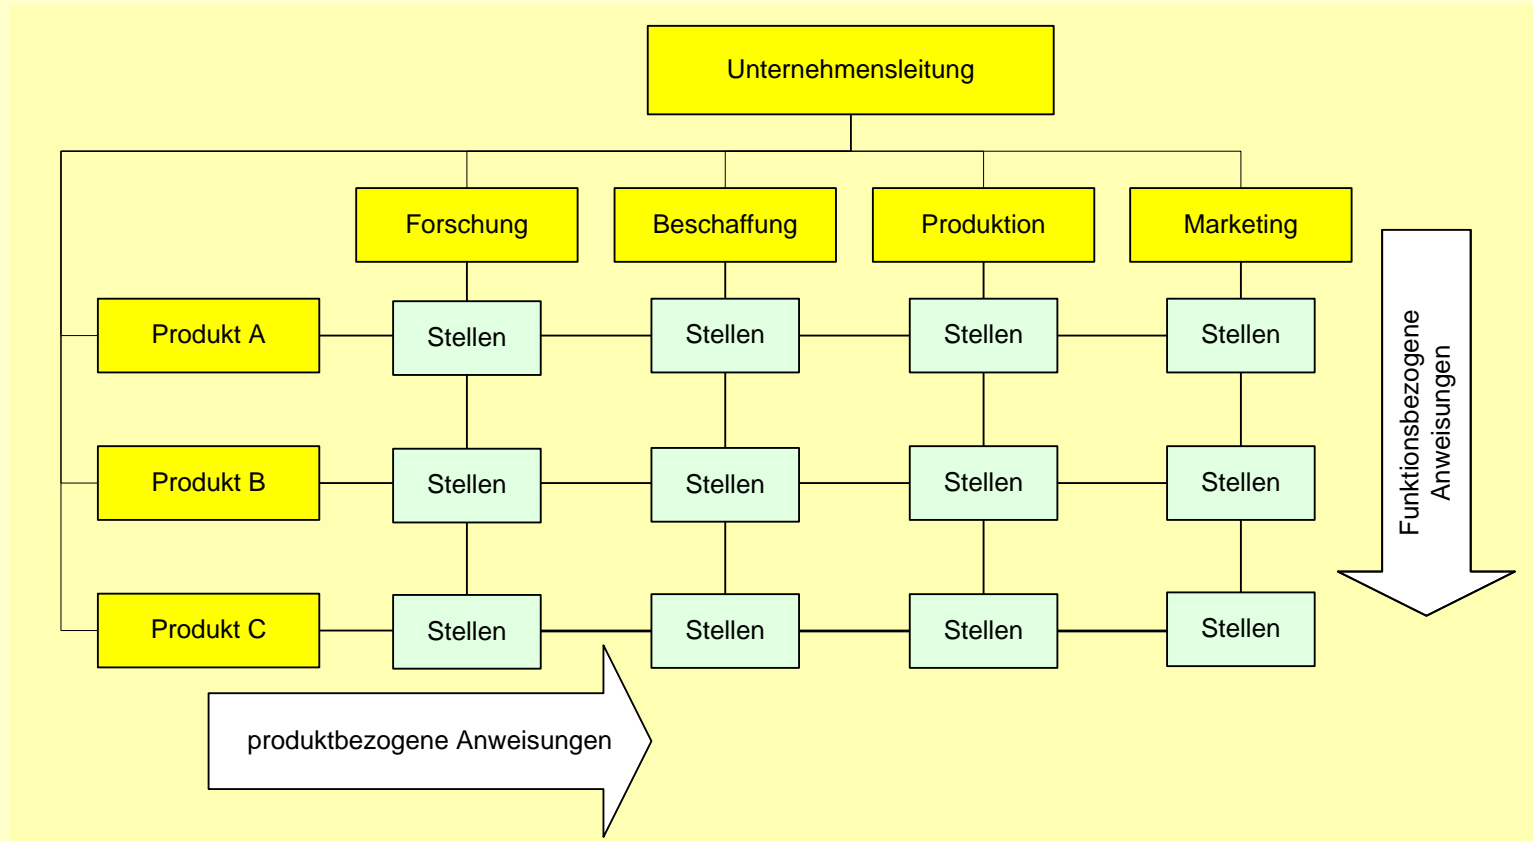 Unternehmensleitung
Forschung
Beschaffung
Produktion
Marketing
Produkt A
Stellen
Stellen
Stellen
Stellen
Produkt B
Stellen
Stellen
Stellen
Stellen
Produkt C
Stellen
Stellen
Stellen
Stellen
Funktionsbezogene
Anweisungen
produktbezogene Anweisungen